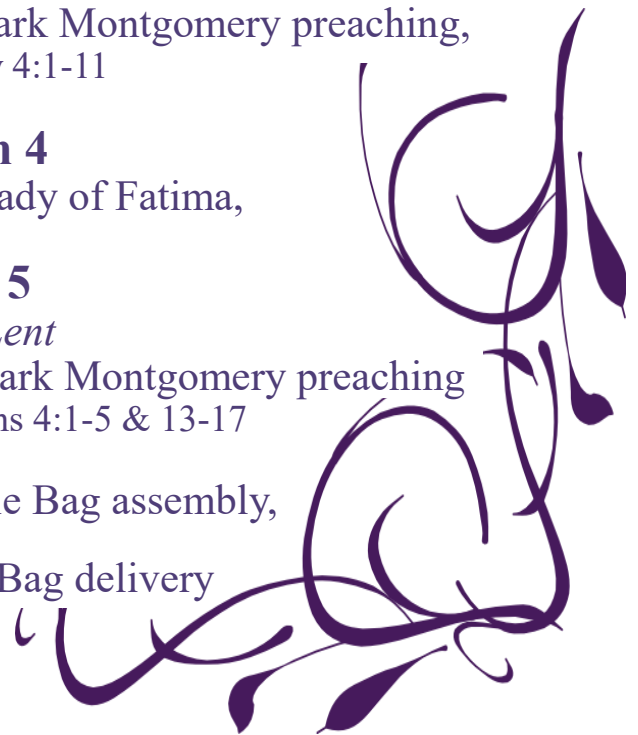 ark Montgomery preaching,
4:1-11
4
ady of Fatima,
5
ent
ark Montgomery preaching
ns 4:1-5 & 13-17
e Bag assembly,
Bag delivery